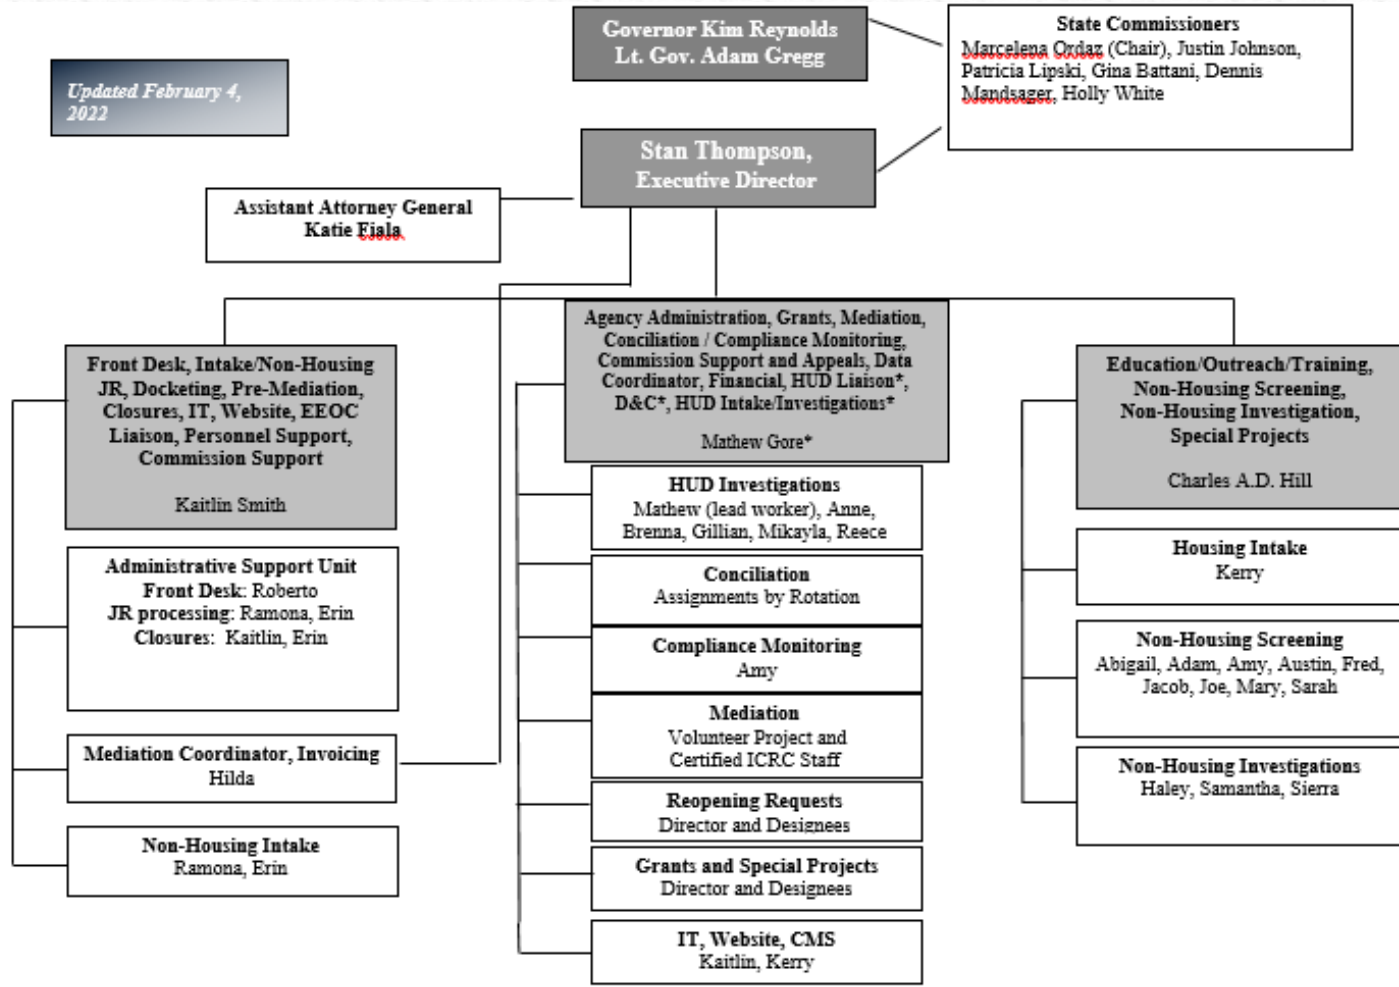 Governor Kim Reynolds
Lt. Gov. Adam Gregg
State Commissioners
Marcelena Ordaz (Chair), Justin Johnson,
Patricia Lipski, Gina Battani, Dennis
Mandsager, Holly White
Updated February 4,
2022
Stan Thompson,
Executive Director
Assistant Attorney General
Katie Fiala
Front Desk, Intake/Non-Housing
JR, Docketing, Pre-Mediation,
Closures, IT, Website, EEOC
Liaison, Personnel Support,
Commission Support
Kaitlin Smith
Administrative Support Unit
Front Desk: Roberto
JR processing: Ramona, Erin
Closures: Kaitlin, Erin
Mediation Coordinator, Invoicing
Hilda
Non-Housing Intake
Ramona, Erin
Agency Administration, Grants, Mediation,
Conciliation / Compliance Monitoring,
Commission Support and Appeals, Data
Coordinator, Financial, HUD Liaison*,
D&C*, HUD Intake/Investigations*
Mathew Gore*
HUD Investigations
Mathew (lead worker), Anne,
Brenna, Gillian, Mikayla, Reece
Conciliation
Assignments by Rotation
Compliance Monitoring
Amy
Mediation
Volunteer Project and
Certified ICRC Staff
Reopening Requests
Director and Designees
Grants and Special Projects
Director and Designees
IT, Website, CMS
Kaitlin, Kerry
Education/Outreach/Training,
Non-Housing Screening,
Non-Housing Investigation,
Special Projects
Charles A.D. Hill
Housing Intake
Kerry
Non-Housing Screening
Abigail, Adam, Amy, Austin, Fred,
Jacob, Joe, Mary, Sarah
Non-Housing Investigations
Haley, Samantha, Sierra